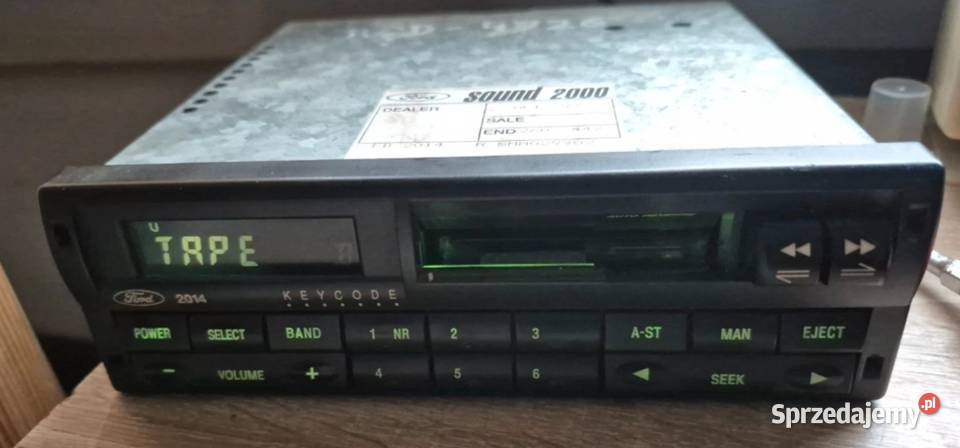 Ford sound 2000
DEALER
SALE
END
TAPE
Ford 2014 KEYCODE
POWER SELECT BAND 1 NR 2 3 A-ST MAN EJECT
- VOLUME + 4 5 6 ◀ SEEK ▶
Sprzedajemy.pl